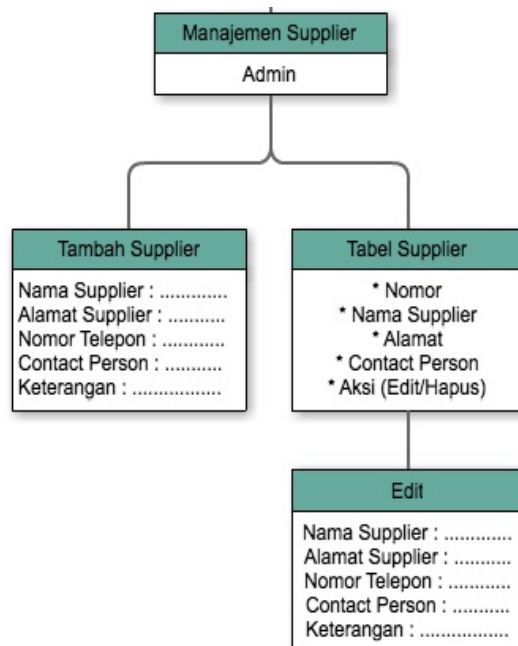 Manajemen Supplier
Admin
Tambah Supplier
Nama Supplier : .............
Alamat Supplier : ...........
Nomor Telepon : ............
Contact Person : ...........
Keterangan : .................
Tabel Supplier
* Nomor
* Nama Supplier
* Alamat
* Contact Person
* Aksi (Edit/Hapus)
Edit
Nama Supplier : .............
Alamat Supplier : ...........
Nomor Telepon : ............
Contact Person : ...........
Keterangan : .................